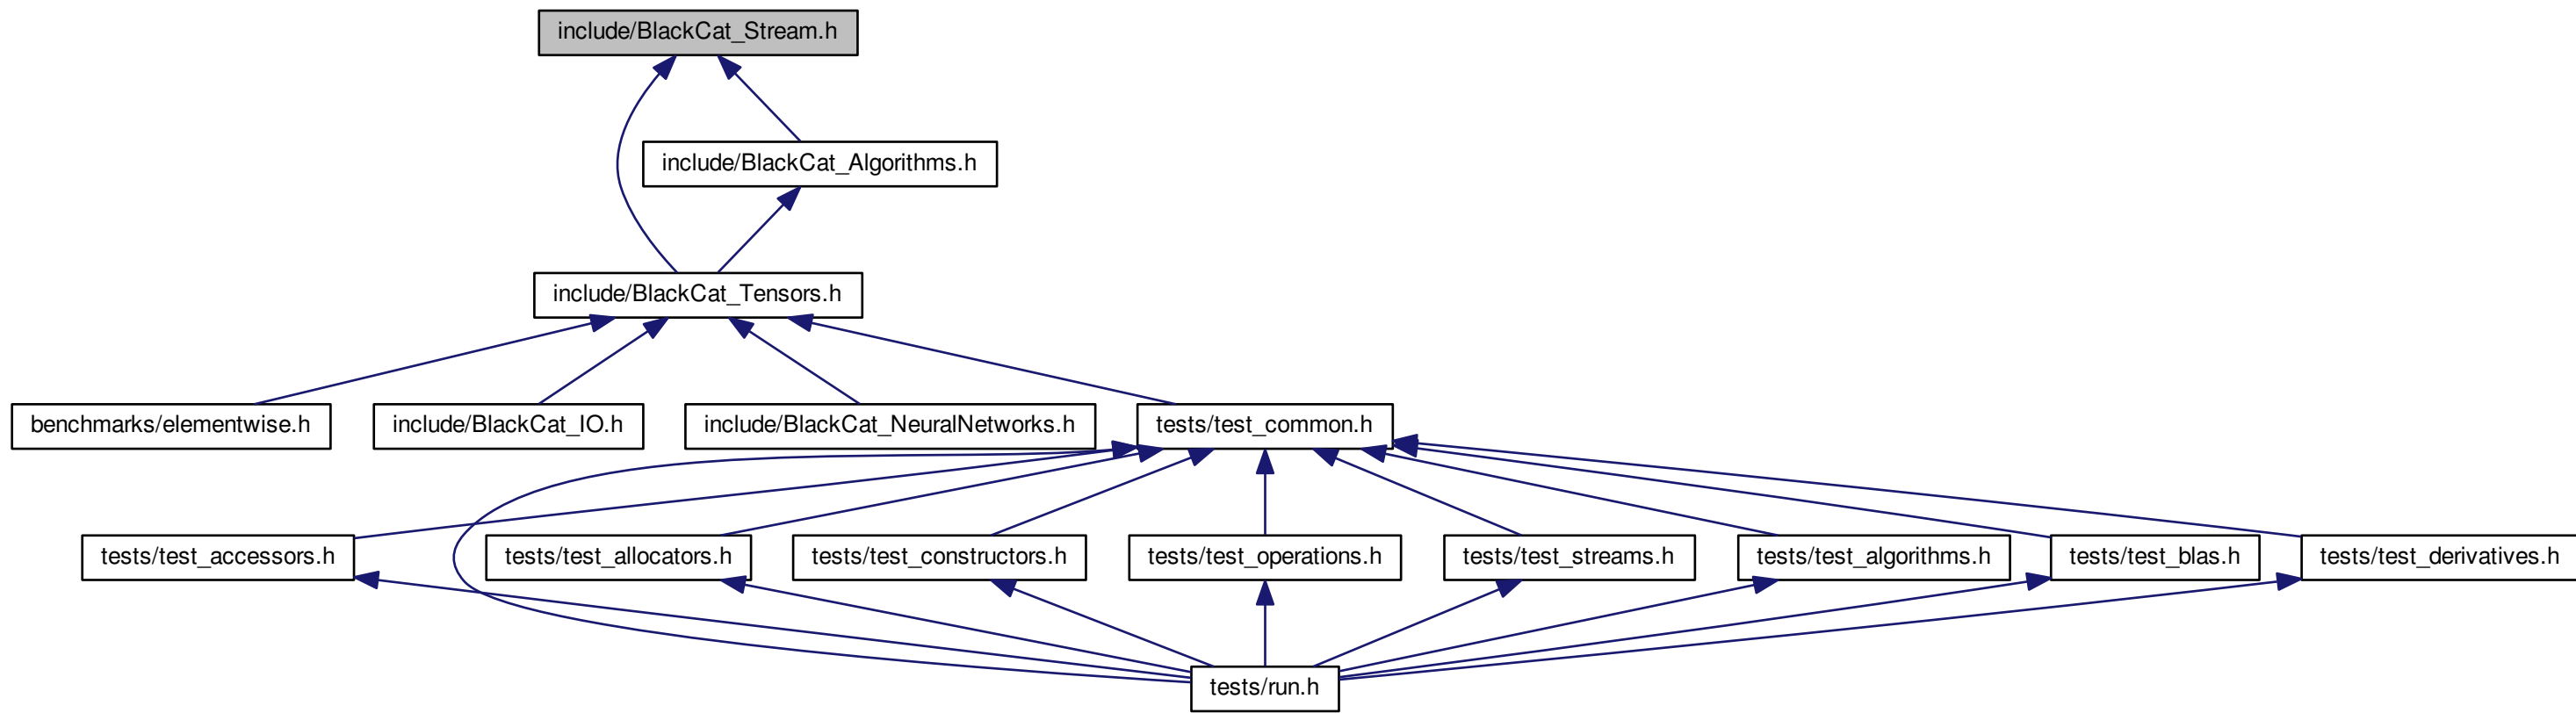 include/BlackCat_Stream.h
include/BlackCat_Algorithms.h
include/BlackCat_Tensors.h
benchmarks/elementwise.h
include/BlackCat_IO.h
include/BlackCat_NeuralNetworks.h
tests/test_common.h
tests/test_accessors.h
tests/test_allocators.h
tests/test_constructors.h
tests/test_operations.h
tests/test_streams.h
tests/test_algorithms.h
tests/test_blas.h
tests/test_derivatives.h
tests/run.h